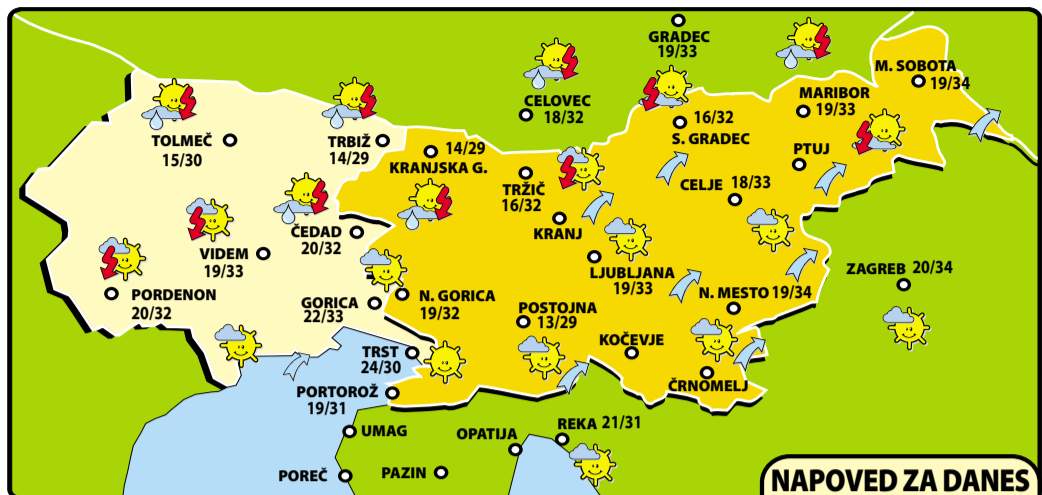 GRADEC
19/33
M. SOBOTA
19/34
MARIBOR
19/33
CELOVEC
18/32
16/32
S. GRADEC
TOLMEČ
15/30
TRBIŽ
14/29
14/29
KRANJSKA G.
PTUJ
TRŽIČ
16/32
CELJE 18/33
ČEDAD
20/32
KRANJ
VIDEM
19/33
LJUBLJANA
19/33
ZAGREB 20/34
PORDENON
20/32
GORICA
22/33
N. GORICA
19/32
N. MESTO 19/34
POSTOJNA
13/29
KOČEVJE
TRST
24/30
ČRNOMELJ
PORTOROŽ
19/31
UMAG
OPATIJA
REKA 21/31
POREČ
PAZIN
NAPOVED ZA DANES